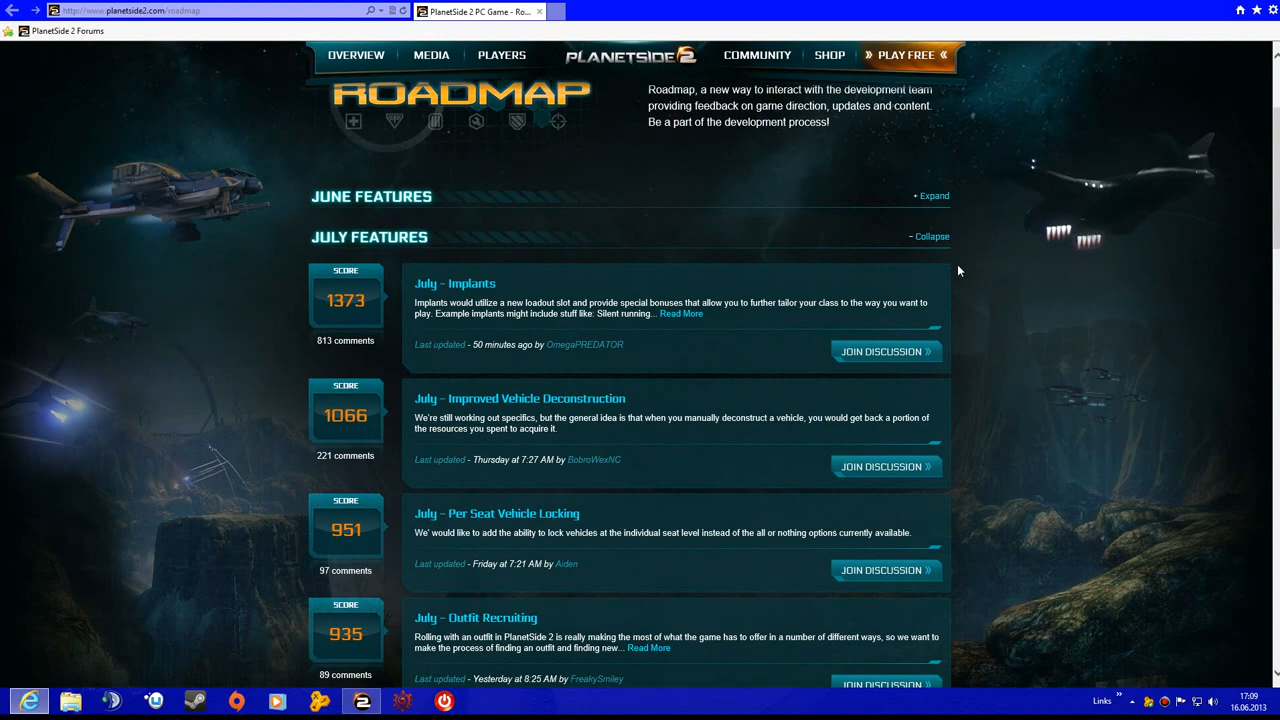 http://www.planetside2.com/roadmap
PlanetSide 2 PC Game - Ro...
PlanetSide 2 Forums
OVERVIEW
MEDIA
PLAYERS
PLANETSIDE 2
COMMUNITY
SHOP
PLAY FREE
ROADMAP
Roadmap, a new way to interact with the development team
providing feedback on game direction, updates and content.
Be a part of the development process!
JUNE FEATURES
+ Expand
JULY FEATURES
- Collapse
SCORE
1373
813 comments
July - Implants
Implants would utilize a new loadout slot and provide special bonuses that allow you to further tailor your class to the way you want to
play. Example implants might include stuff like: Silent running... Read More
Last updated - 50 minutes ago by OmegaPREDATOR
JOIN DISCUSSION »
SCORE
1066
221 comments
July - Improved Vehicle Deconstruction
We're still working out specifics, but the general idea is that when you manually deconstruct a vehicle, you would get back a portion of
the resources you spent to acquire it.
Last updated - Thursday at 7:27 AM by BobroWexNC
JOIN DISCUSSION »
SCORE
951
97 comments
July - Per Seat Vehicle Locking
We' would like to add the ability to lock vehicles at the individual seat level instead of the all or nothing options currently available.
Last updated - Friday at 7:21 AM by Aiden
JOIN DISCUSSION »
SCORE
935
89 comments
July - Outfit Recruiting
Rolling with an outfit in PlanetSide 2 is really making the most of what the game has to offer in a number of different ways, so we want to
make the process of finding an outfit and finding new... Read More
Last updated - Yesterday at 8:25 AM by FreakySmiley
JOIN DISCUSSION »
Links
17:09
16.06.2013